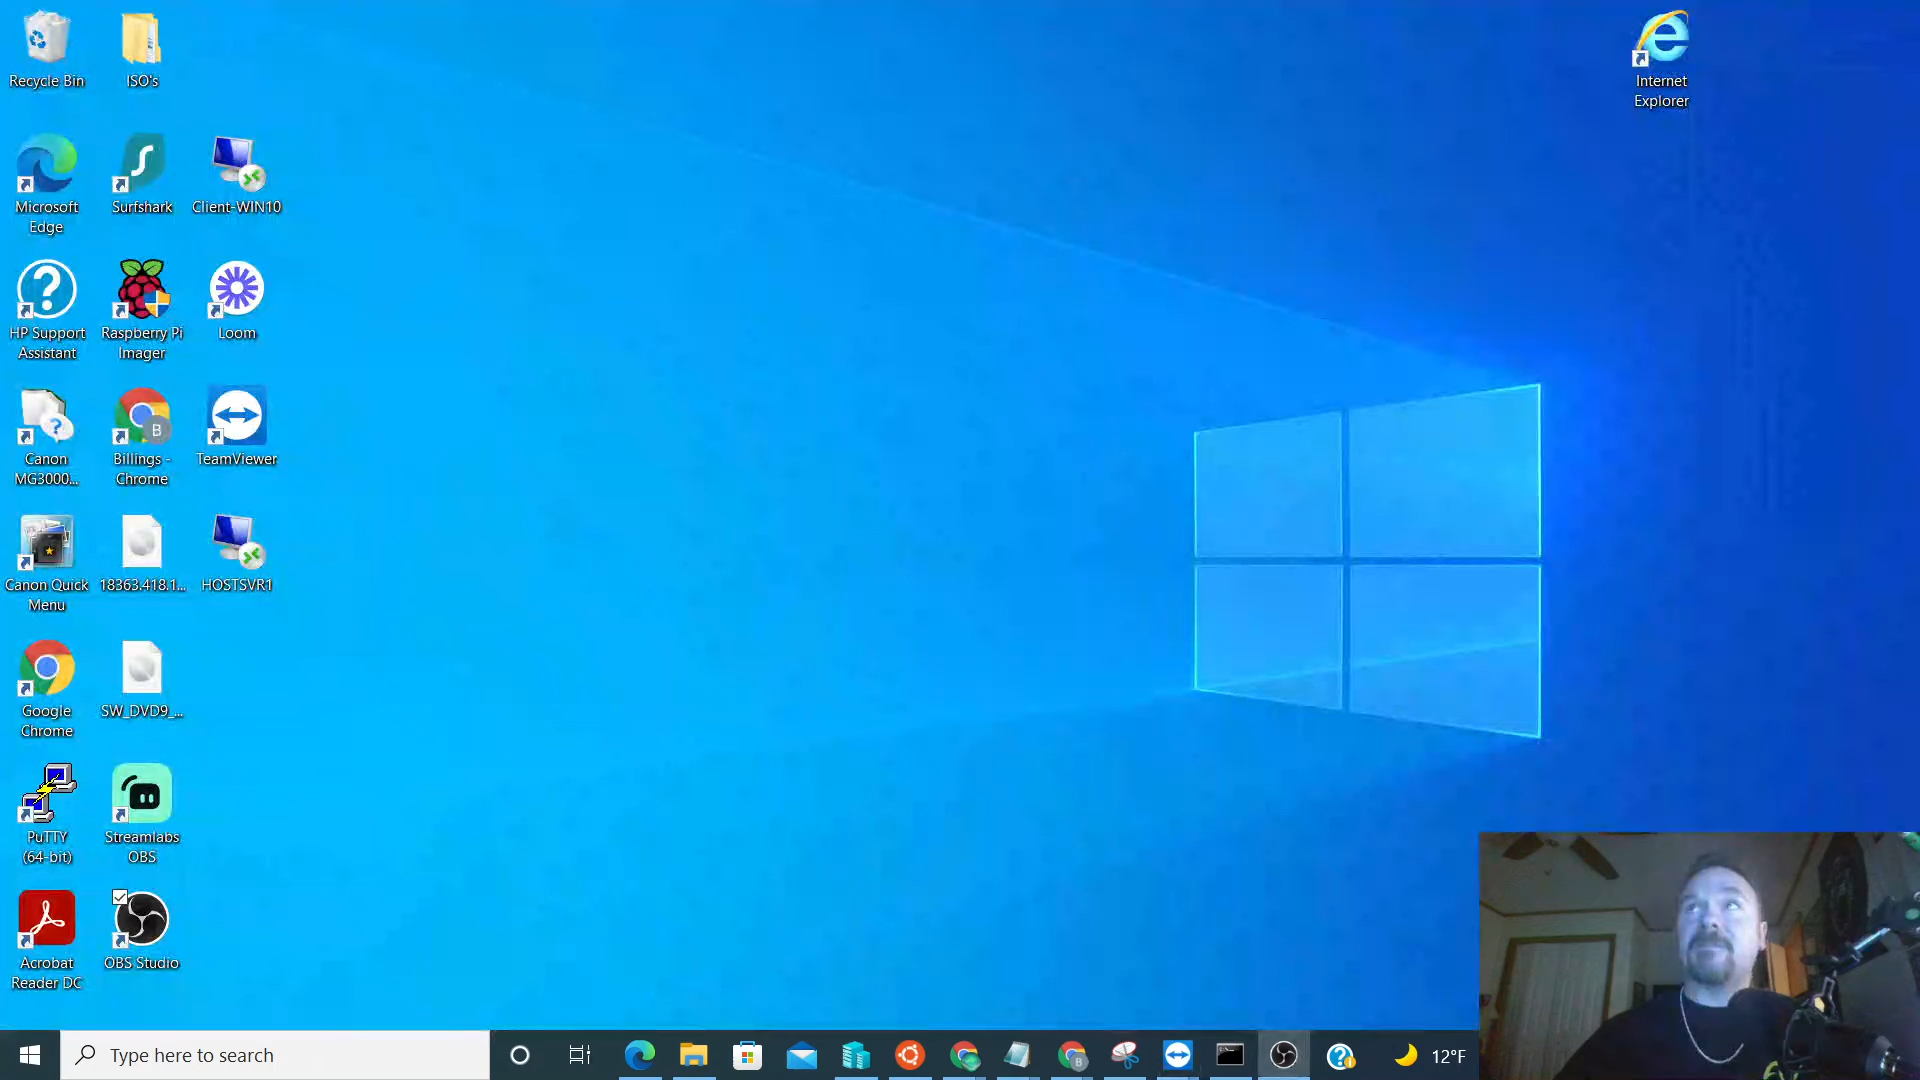 Recycle Bin
ISO's
Internet
Explorer
Microsoft
Edge
Surfshark
Client-WIN10
HP Support
Assistant
Raspberry Pi
Imager
Loom
Canon
MG3000...
B
Billings -
Chrome
TeamViewer
Canon Quick
Menu
18363.418.1...
HOSTSVR1
Google
Chrome
SW_DVD9_...
PuTTY
(64-bit)
Streamlabs
OBS
Acrobat
Reader DC
OBS Studio
Type here to search
B
12°F